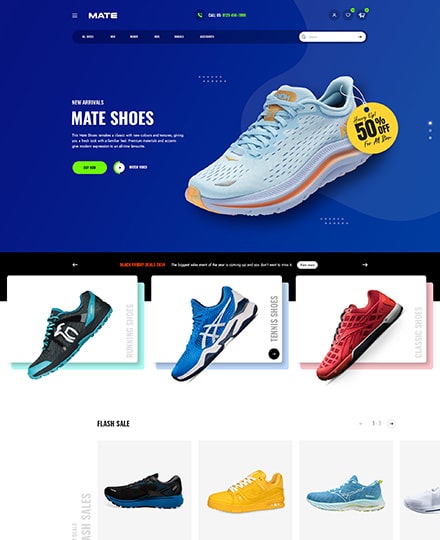 MATE
CALL US: 0123-456-7890
0
0
ALL SHOES MEN WOMEN KIDS SANDALS ACCESSORIES
Search
NEW ARRIVALS
MATE SHOES
This Mate Shoes remakes a classic with new colours and textures, giving
you a fresh look with a familiar feel. Premium materials and accents
give modern expression to an all-time favourite.
BUY NOW
WATCH VIDEO
Hurry Up!
50%
OFF
For All Item
BLACK FRIDAY DEALS 2K23 The biggest sales event of the year is coming up and you don't want to miss it.
RUNNING SHOES
TENNIS SHOES
CLASSIC SHOES
FLASH SALE
1
3
ASH SALES